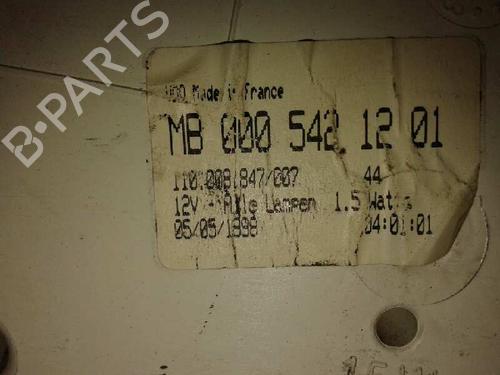 B-PARTS
VDO Made in France
MB 000 542 12 01
110.008.847/007 44
12V - Alle Lampen 1.5 Watts
05/05/1998 04:01:01